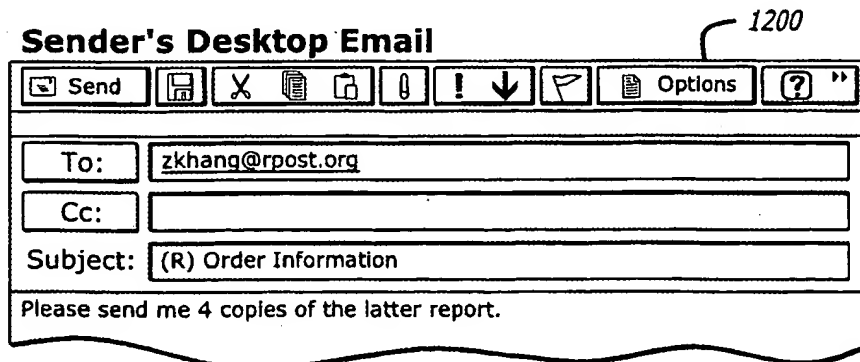 1200
Sender's Desktop Email
Send ! Options ? "
To: zkhang@rpost.org
Cc:
Subject: (R) Order Information
Please send me 4 copies of the latter report.